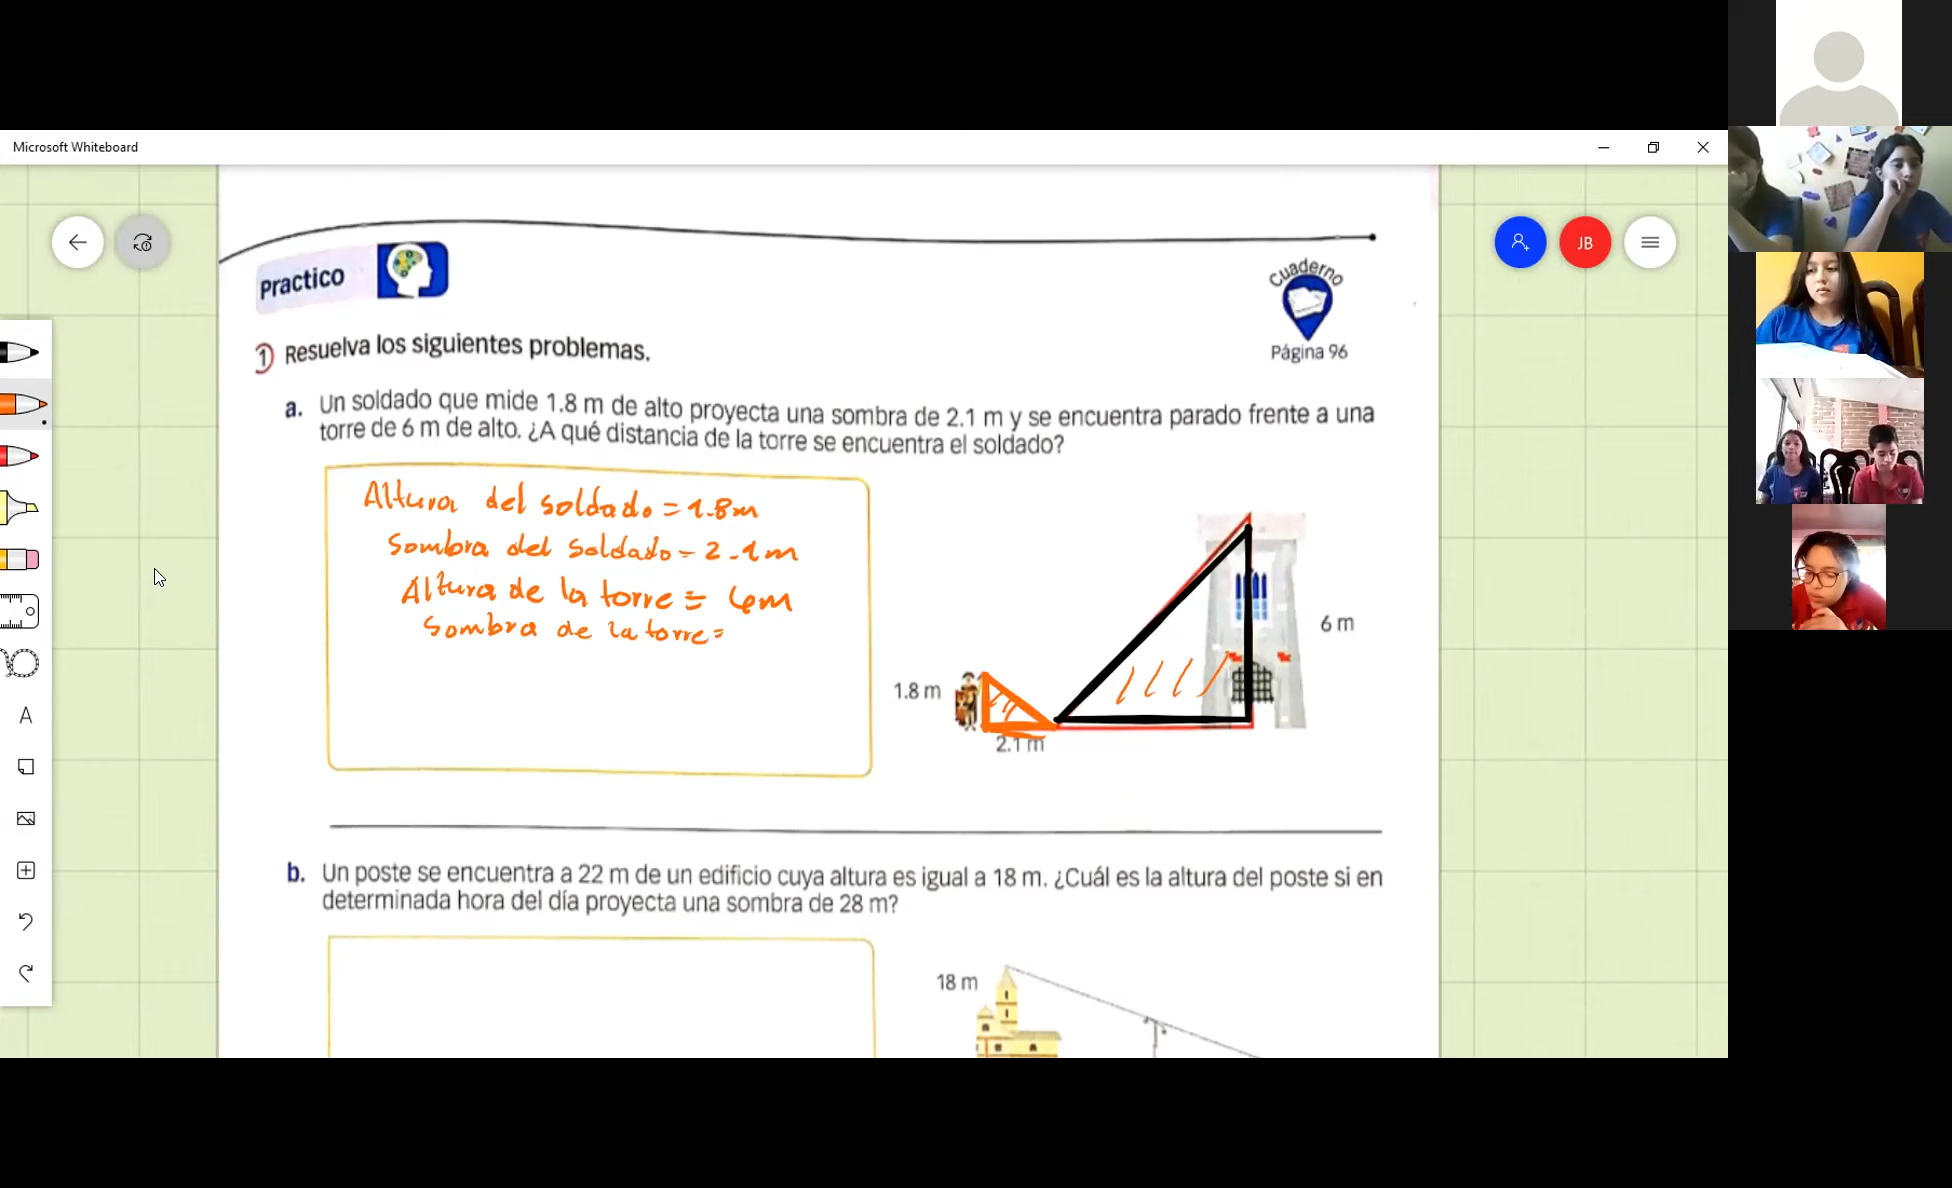 Microsoft Whiteboard
JB
Practico
Cuaderno
Página 96
1 Resuelva los siguientes problemas.
a. Un soldado que mide 1.8 m de alto proyecta una sombra de 2.1 m y se encuentra parado frente a una
torre de 6 m de alto. ¿A qué distancia de la torre se encuentra el soldado?
Altura del soldado = 1.8m
Sombra del soldado = 2.1m
Altura de la torre = 6m
Sombra de la torre=
6 m
1.8 m
2.1 m
b. Un poste se encuentra a 22 m de un edificio cuya altura es igual a 18 m. ¿Cuál es la altura del poste si en
determinada hora del día proyecta una sombra de 28 m?
18 m
A